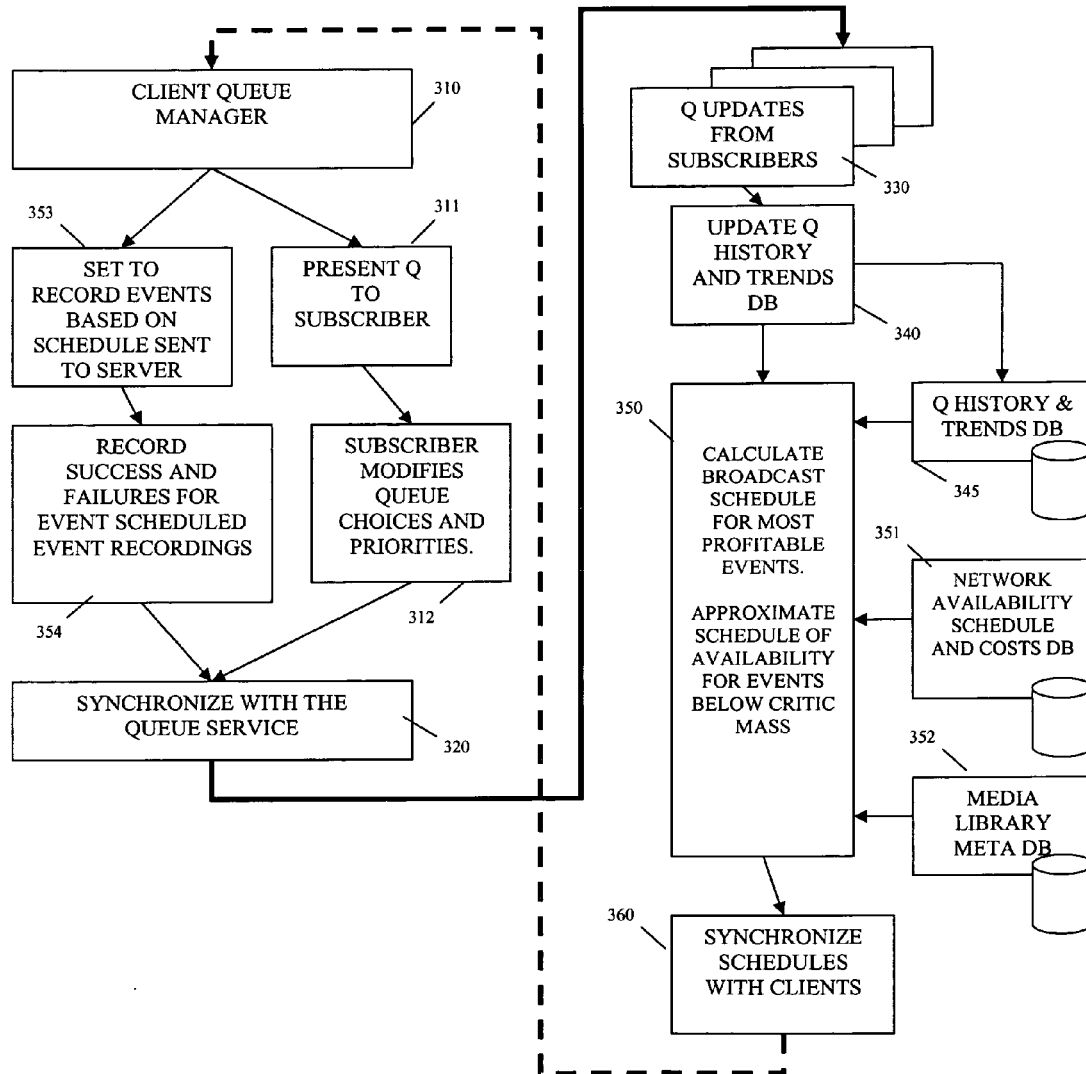 CLIENT QUEUE
MANAGER
310
353
SET TO
RECORD EVENTS
BASED ON
SCHEDULE SENT
TO SERVER
311
PRESENT Q
TO
SUBSCRIBER
RECORD
SUCCESS AND
FAILURES FOR
EVENT SCHEDULED
EVENT RECORDINGS
354
SUBSCRIBER
MODIFIES
QUEUE
CHOICES AND
PRIORITIES.
312
SYNCHRONIZE WITH THE
QUEUE SERVICE
320
Q UPDATES
FROM
SUBSCRIBERS
330
UPDATE Q
HISTORY
AND TRENDS
DB
340
350
CALCULATE
BROADCAST
SCHEDULE
FOR MOST
PROFITABLE
EVENTS.
APPROXIMATE
SCHEDULE OF
AVAILABILITY
FOR EVENTS
BELOW CRITIC
MASS
Q HISTORY &
TRENDS DB
345
351
NETWORK
AVAILABILITY
SCHEDULE
AND COSTS DB
352
MEDIA
LIBRARY
META DB
360
SYNCHRONIZE
SCHEDULES
WITH CLIENTS